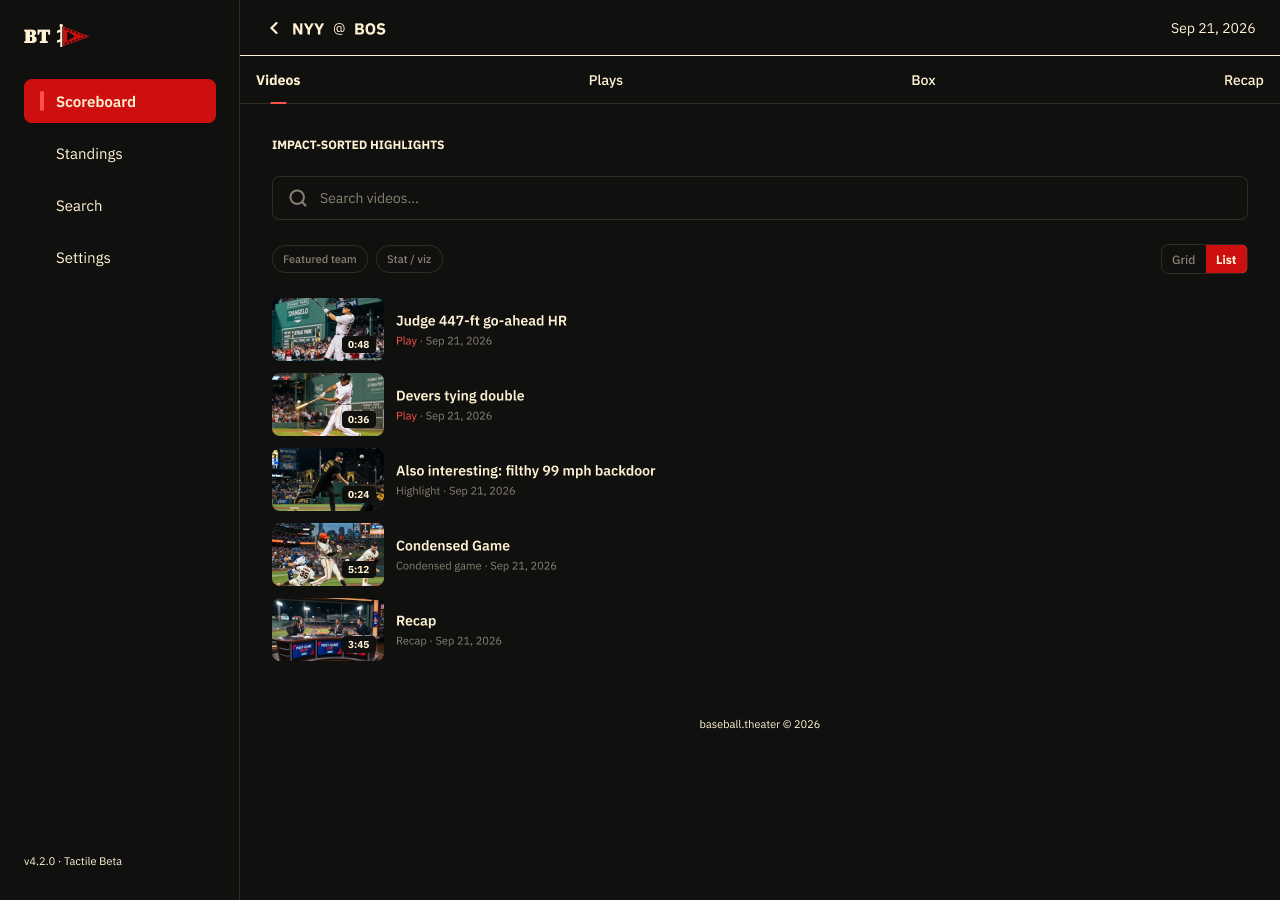 BT
Scoreboard
Standings
Search
Settings
v4.2.0 · Tactile Beta
NYY @ BOS
Sep 21, 2026
Videos
Plays
Box
Recap
IMPACT-SORTED HIGHLIGHTS
Search videos...
Featured team
Stat / viz
Grid
List
0:48
Judge 447-ft go-ahead HR
Play · Sep 21, 2026
0:36
Devers tying double
Play · Sep 21, 2026
0:24
Also interesting: filthy 99 mph backdoor
Highlight · Sep 21, 2026
5:12
Condensed Game
Condensed game · Sep 21, 2026
3:45
Recap
Recap · Sep 21, 2026
baseball.theater © 2026